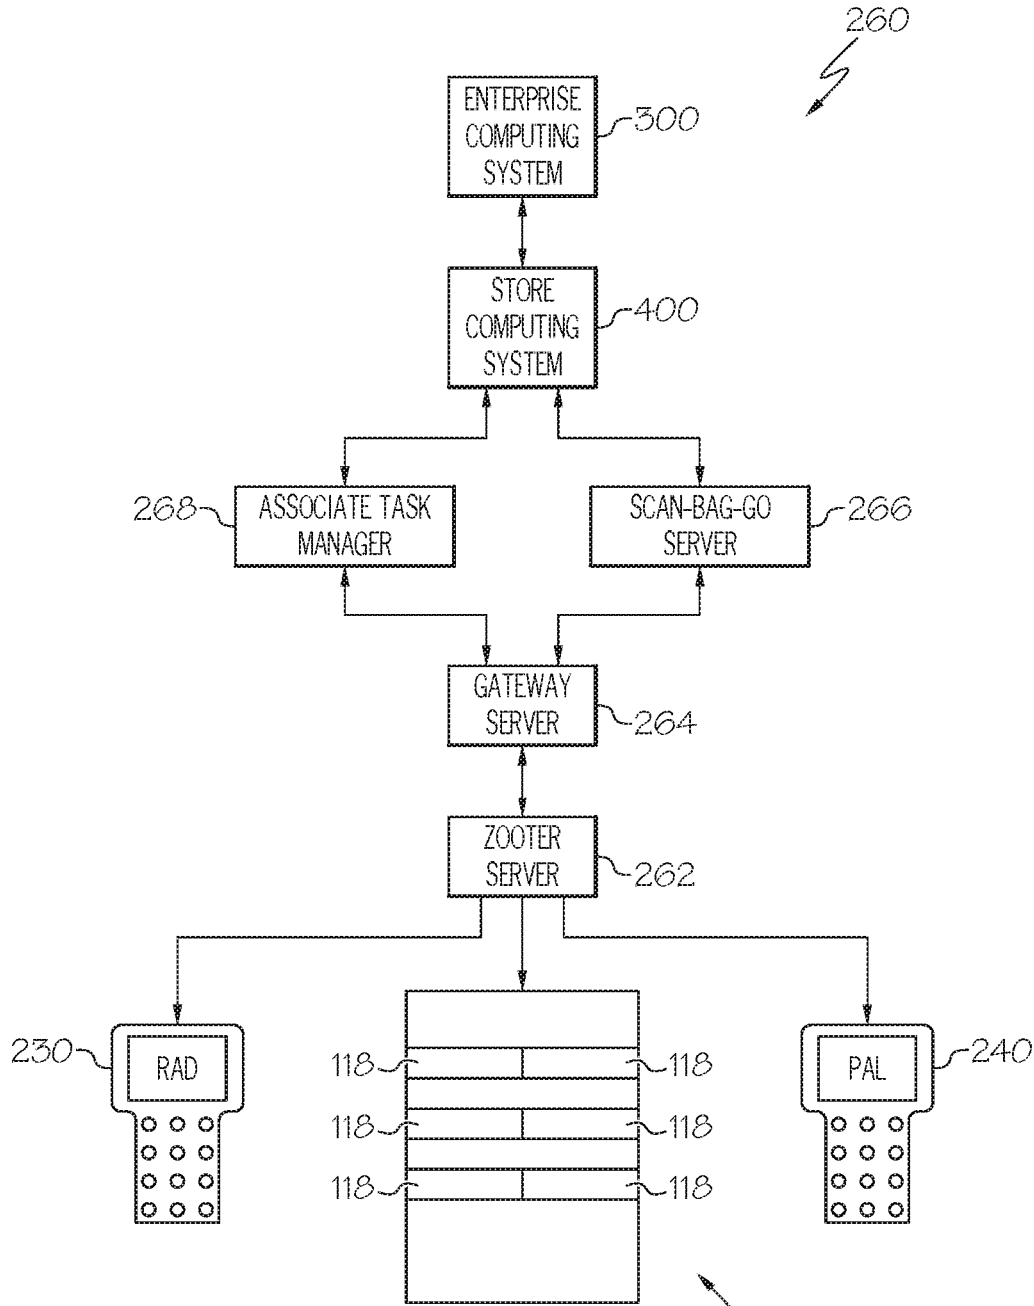 260
ENTERPRISE
COMPUTING
SYSTEM
300
STORE
COMPUTING
SYSTEM
400
268
ASSOCIATE TASK
MANAGER
SCAN-BAG-GO
SERVER
266
GATEWAY
SERVER
264
ZOOTER
SERVER
262
230
RAD
118
118
PAL
240
118
118
118
118